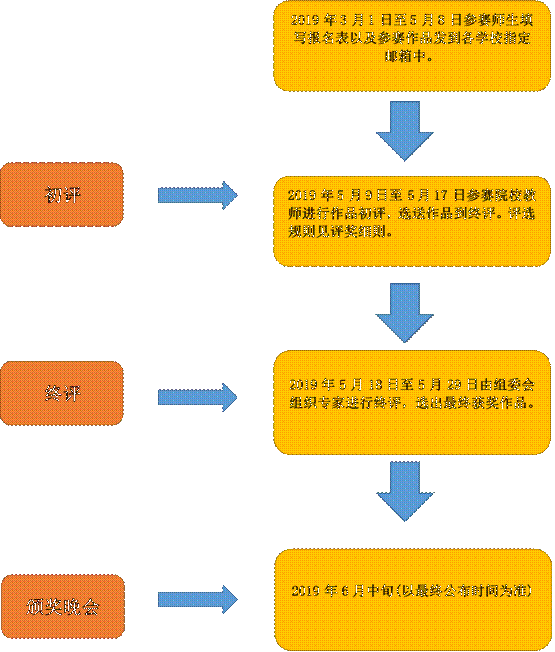 2019 年 3 月 1 日至 5 月 8 日参赛师生填
写报名表以及参赛作品发到各学校指定
邮箱中。
初评
2019 年 5 月 9 日至 5 月 17 日参赛院校教
师进行作品初评，选送作品到终评。评选
规则见评奖细则。
终评
2019 年 5 月 18 日至 5 月 29 日由组委会
组织专家进行终评，选出最终获奖作品。
颁奖晚会
2019 年 6 月中旬(以最终公布时间为准)